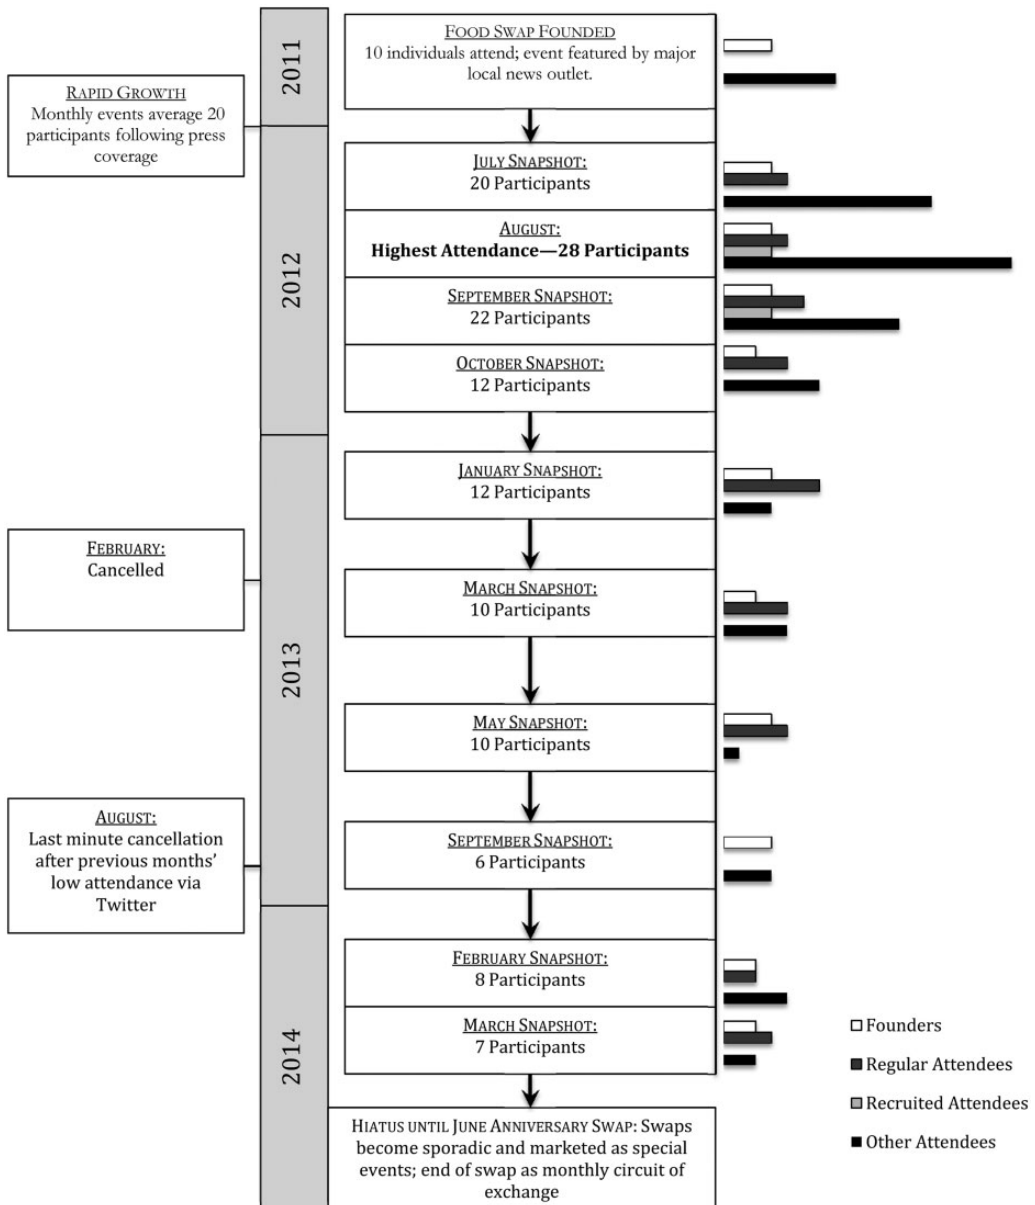 FOOD SWAP FOUNDED
10 individuals attend; event featured by major
local news outlet.
2011
RAPID GROWTH
Monthly events average 20
participants following press
coverage
2012
JULY SNAPSHOT:
20 Participants
AUGUST:
Highest Attendance—28 Participants
SEPTEMBER SNAPSHOT:
22 Participants
OCTOBER SNAPSHOT:
12 Participants
2013
JANUARY SNAPSHOT:
12 Participants
FEBRUARY:
Cancelled
MARCH SNAPSHOT:
10 Participants
MAY SNAPSHOT:
10 Participants
AUGUST:
Last minute cancellation
after previous months'
low attendance via
Twitter
SEPTEMBER SNAPSHOT:
6 Participants
2014
FEBRUARY SNAPSHOT:
8 Participants
MARCH SNAPSHOT:
7 Participants
HIATUS UNTIL JUNE ANNIVERSARY SWAP: Swaps
become sporadic and marketed as special
events; end of swap as monthly circuit of
exchange
Founders
Regular Attendees
Recruited Attendees
Other Attendees